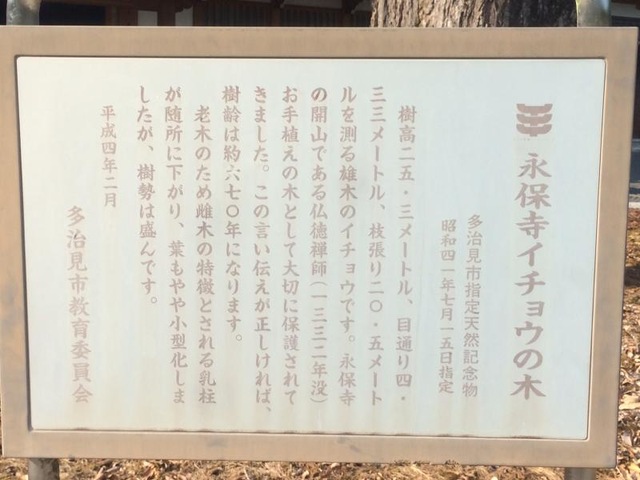 永保寺イチョウの木
多治見市指定天然記念物
昭和四一年七月一五日指定
樹高二五・三メートル、目通り四・
三三メートル、枝張り二〇・五メート
ルを測る雄木のイチョウです。永保寺
の開山である仏徳禅師(一三三二年没)
お手植えの木として大切に保護されて
きました。この言い伝えが正しければ、
樹齢は約六七〇年になります。
老木のため雌木の特徴とされる乳柱
が随所に下がり、葉もやや小型化しま
したが、樹勢は盛んです。
平成四年二月
多治見市教育委員会